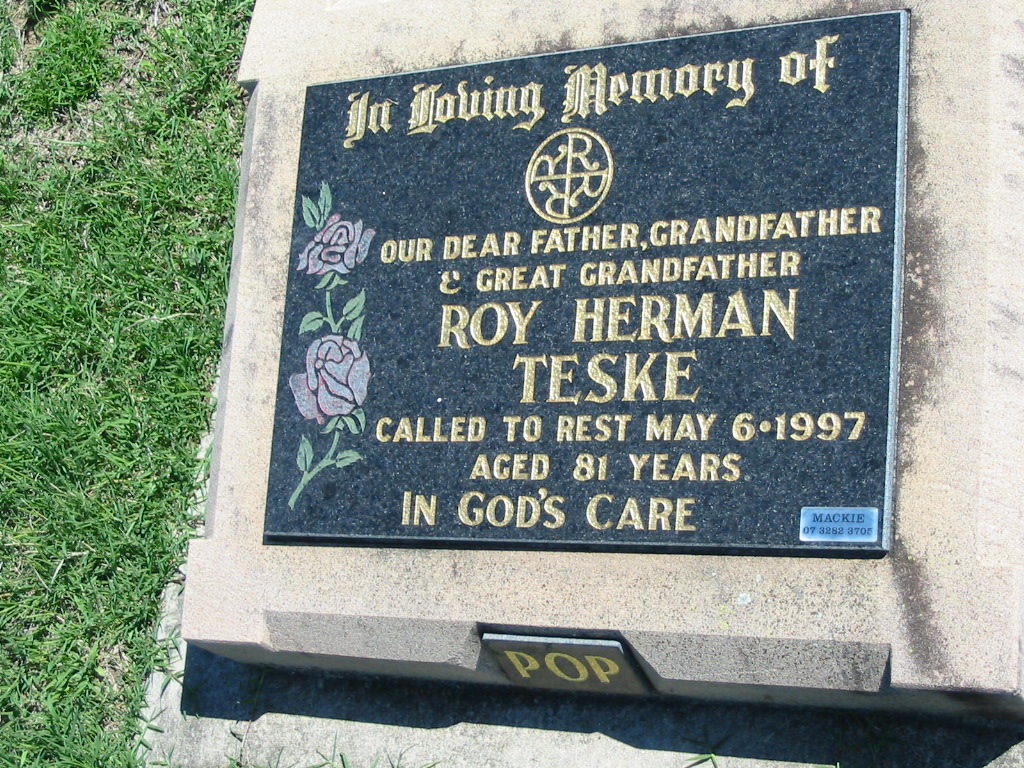 In Loving Memory of
R R R R
OUR DEAR FATHER, GRANDFATHER
& GREAT GRANDFATHER
ROY HERMAN
TESKE
CALLED TO REST MAY 6•1997
AGED 81 YEARS
IN GOD'S CARE
MACKIE
07 3282 3705
POP